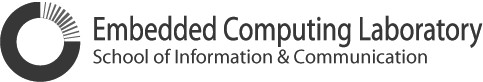 Embedded Computing Laboratory
School of Information & Communication